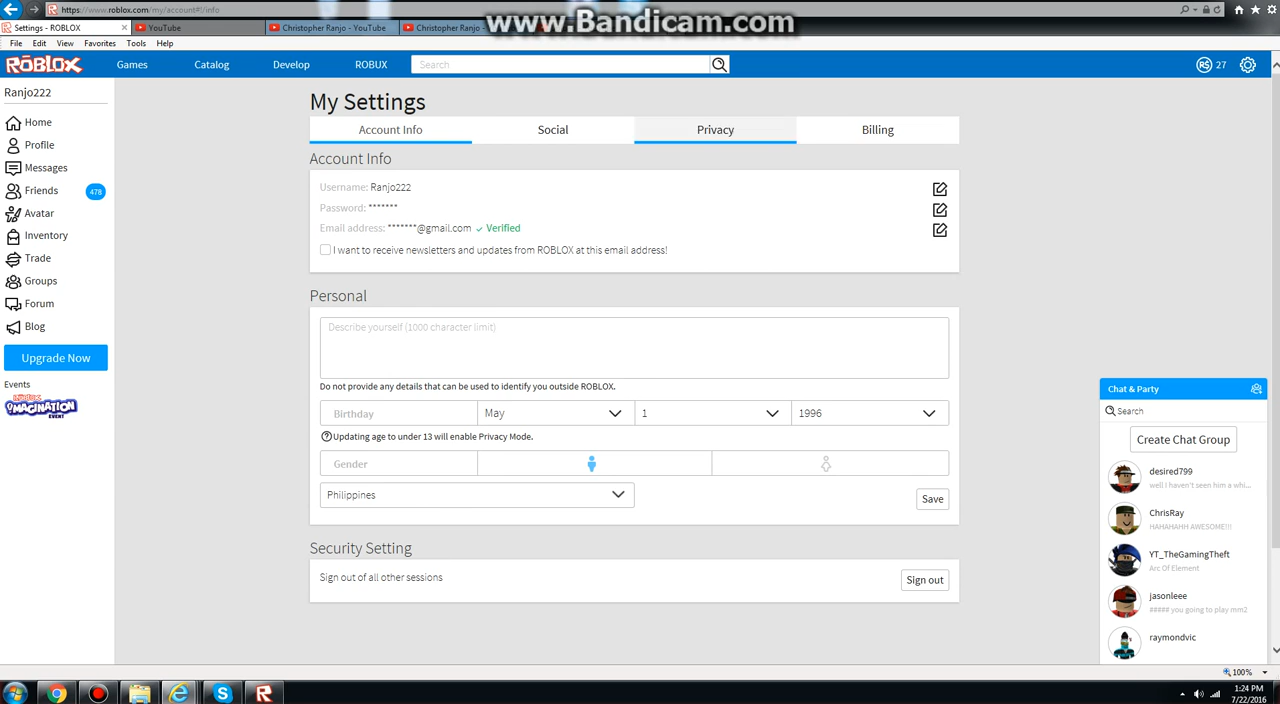 https://www.roblox.com/my/account#!/info
www.Bandicam.com
Settings - ROBLOX
YouTube
Christopher Ranjo - YouTube
Christopher Ranjo -
File Edit View Favorites Tools Help
ROBLOX Games Catalog Develop ROBUX Search R$ 27
Ranjo222
Home
Profile
Messages
Friends 478
Avatar
Inventory
Trade
Groups
Forum
Blog
Upgrade Now
Events
ROBLOX
IMAGINATION
EVENT
My Settings
Account Info Social Privacy Billing
Account Info
Username: Ranjo222
Password: *******
Email address: *******@gmail.com ✓ Verified
I want to receive newsletters and updates from ROBLOX at this email address!
Personal
Describe yourself (1000 character limit)
Do not provide any details that can be used to identify you outside ROBLOX.
Birthday May 1 1996
Updating age to under 13 will enable Privacy Mode.
Gender
Philippines Save
Security Setting
Sign out of all other sessions Sign out
Chat & Party
Search
Create Chat Group
desired799
well I haven't seen him a whi...
ChrisRay
HAHAHAHH AWESOME!!!
YT_TheGamingTheft
Arc Of Element
jasonleee
##### you going to play mm2
raymondvic
100%
1:24 PM
7/22/2016